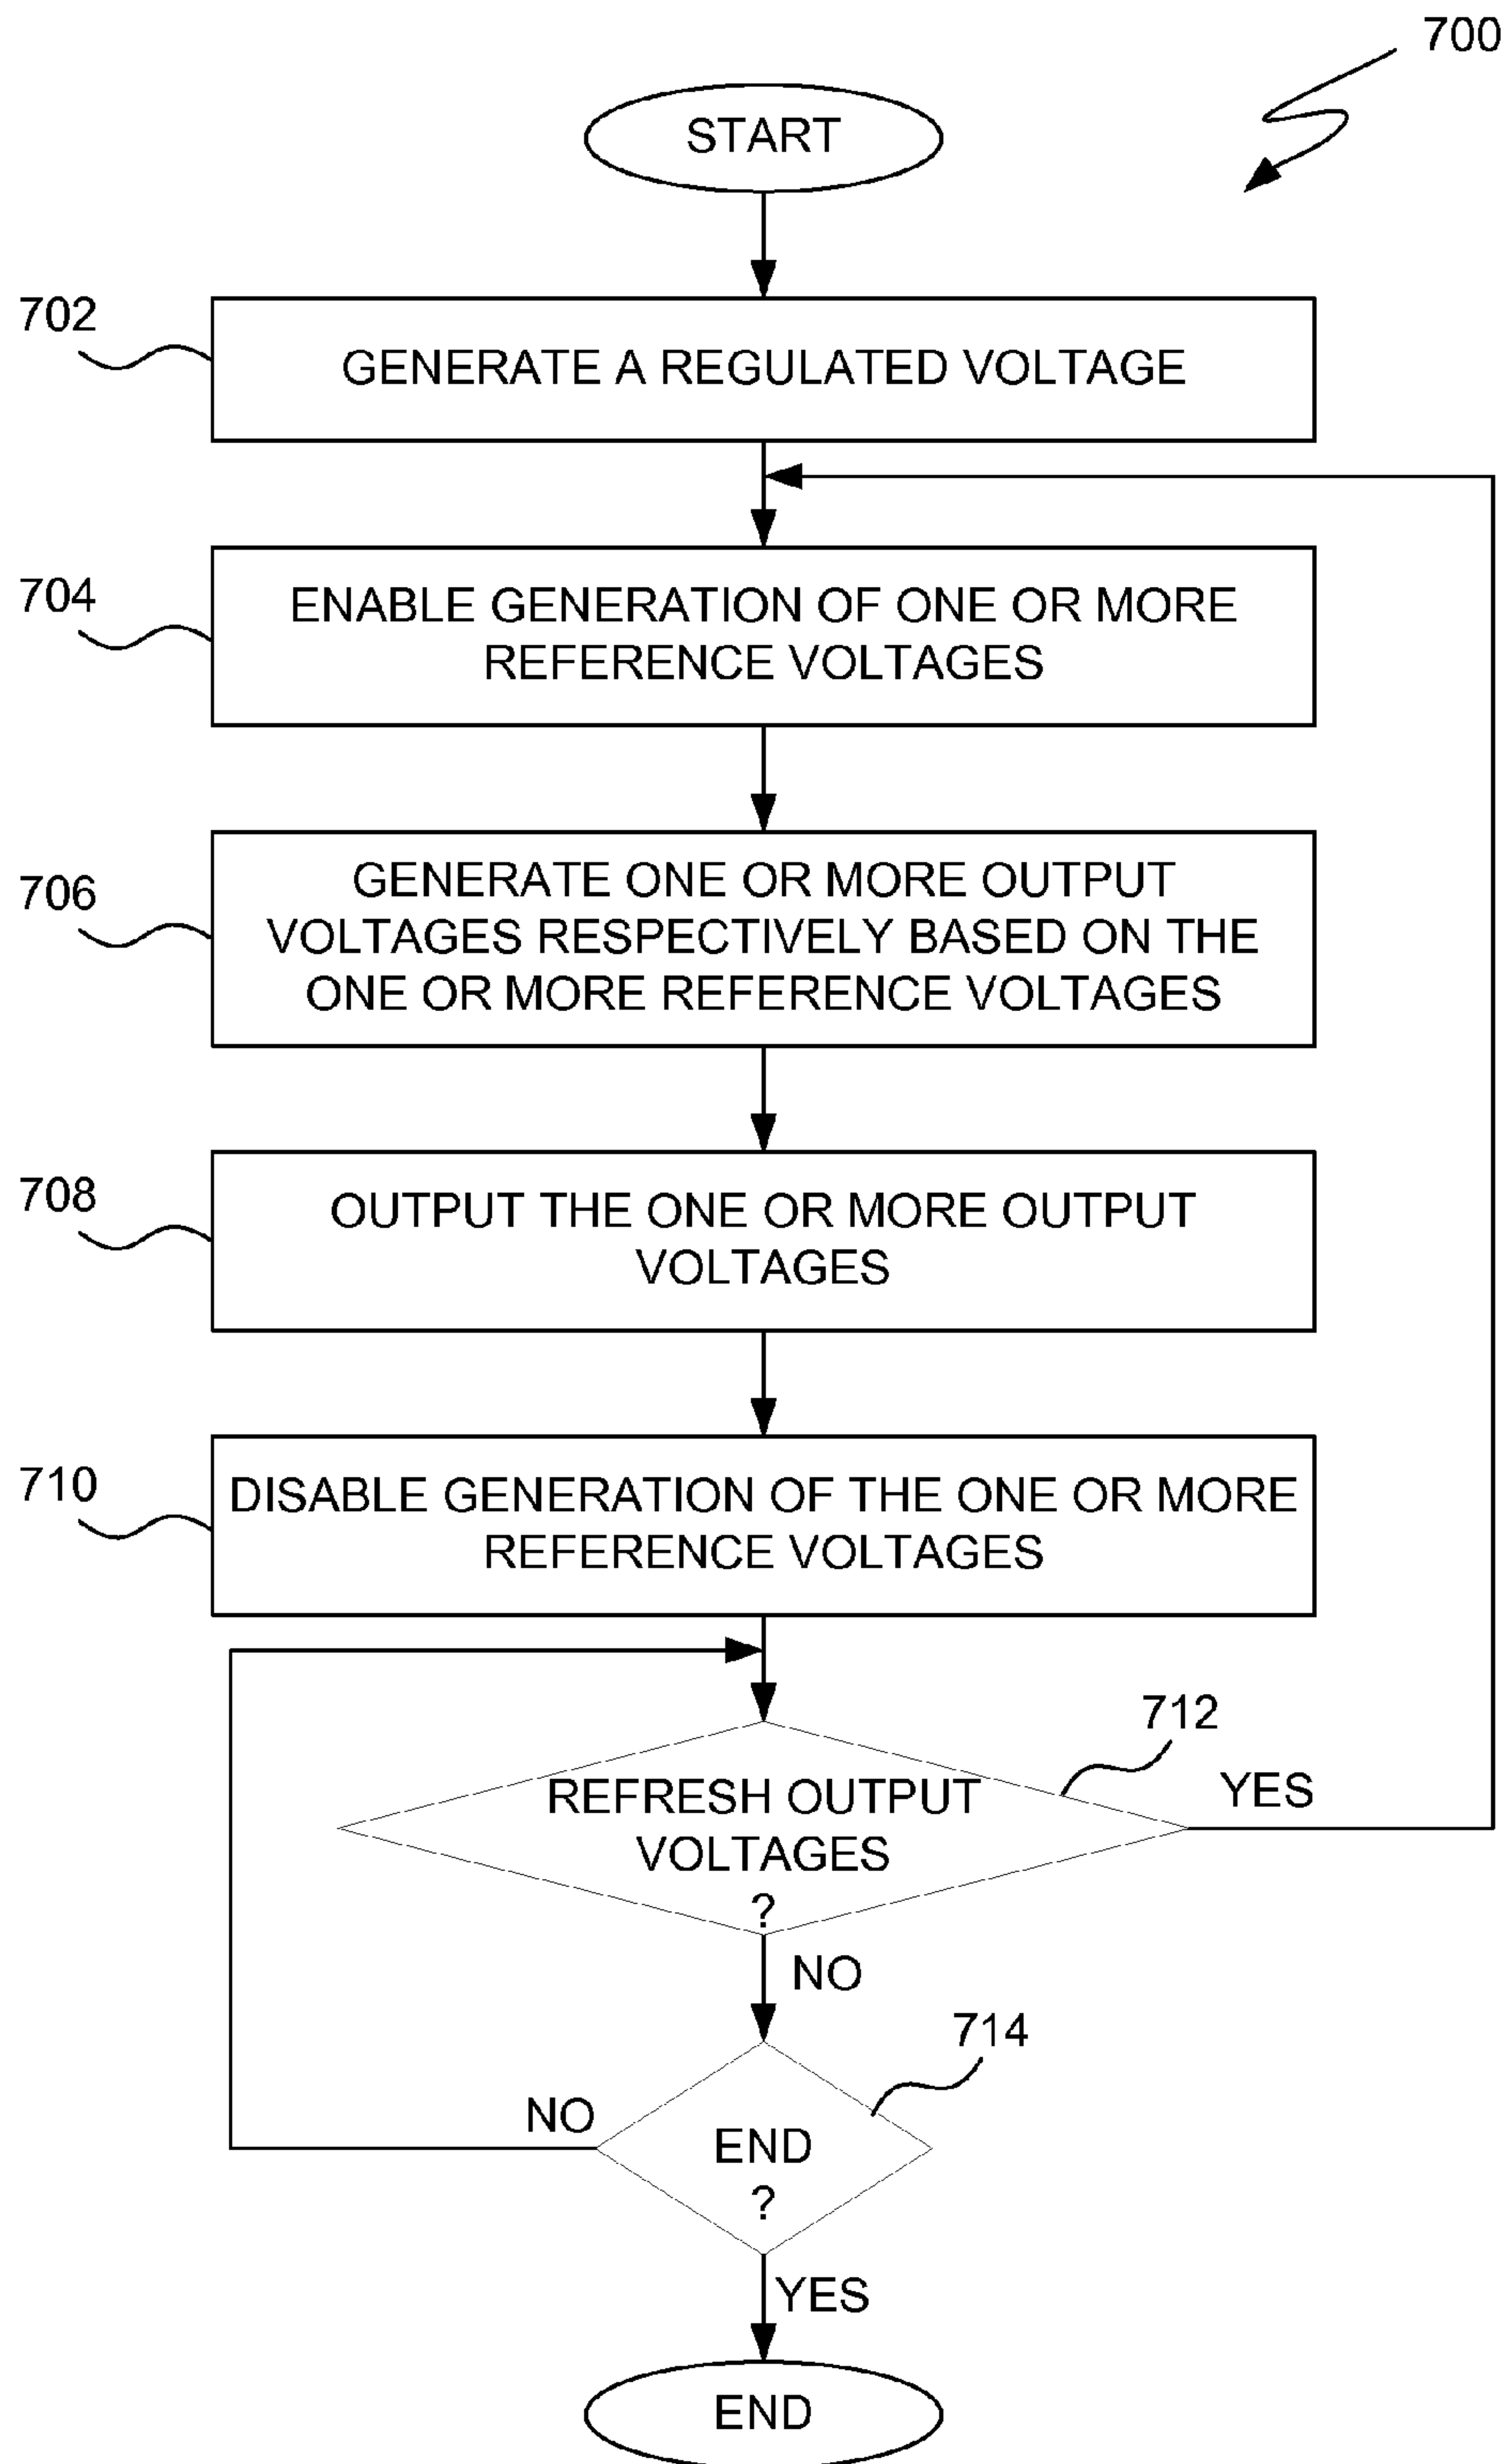 700
START
702
GENERATE A REGULATED VOLTAGE
704
ENABLE GENERATION OF ONE OR MORE
REFERENCE VOLTAGES
706
GENERATE ONE OR MORE OUTPUT
VOLTAGES RESPECTIVELY BASED ON THE
ONE OR MORE REFERENCE VOLTAGES
708
OUTPUT THE ONE OR MORE OUTPUT
VOLTAGES
710
DISABLE GENERATION OF THE ONE OR MORE
REFERENCE VOLTAGES
712
REFRESH OUTPUT
VOLTAGES
?
YES
NO
714
NO
END
?
YES
END